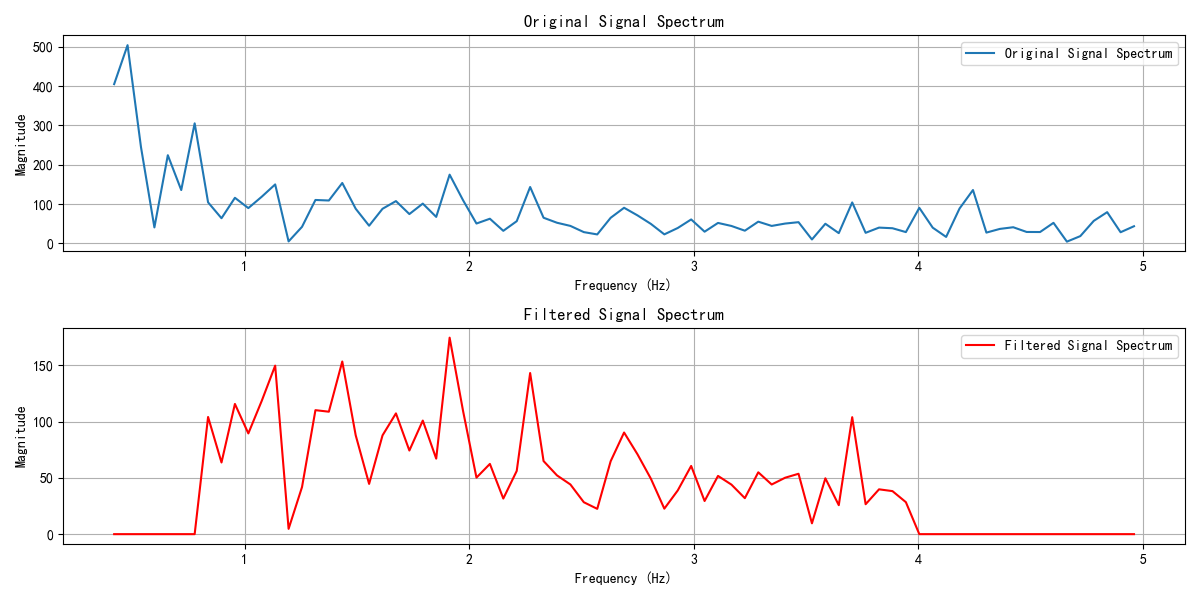 Original Signal Spectrum
500
400
300
200
100
0
Magnitude
Original Signal Spectrum
1 2 3 4 5
Frequency (Hz)
Filtered Signal Spectrum
150
100
50
0
Magnitude
Filtered Signal Spectrum
1 2 3 4 5
Frequency (Hz)